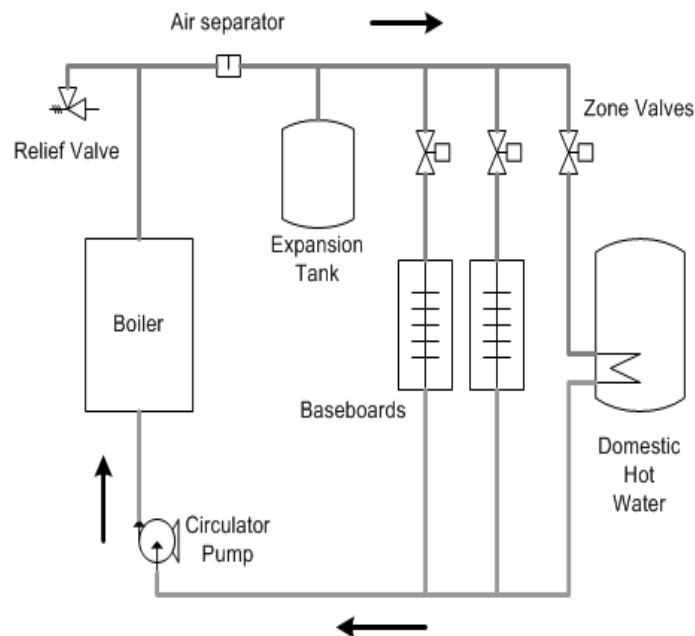 Air separator
Zone Valves
Relief Valve
Expansion
Tank
Boiler
Baseboards
Domestic
Hot
Water
Circulator
Pump